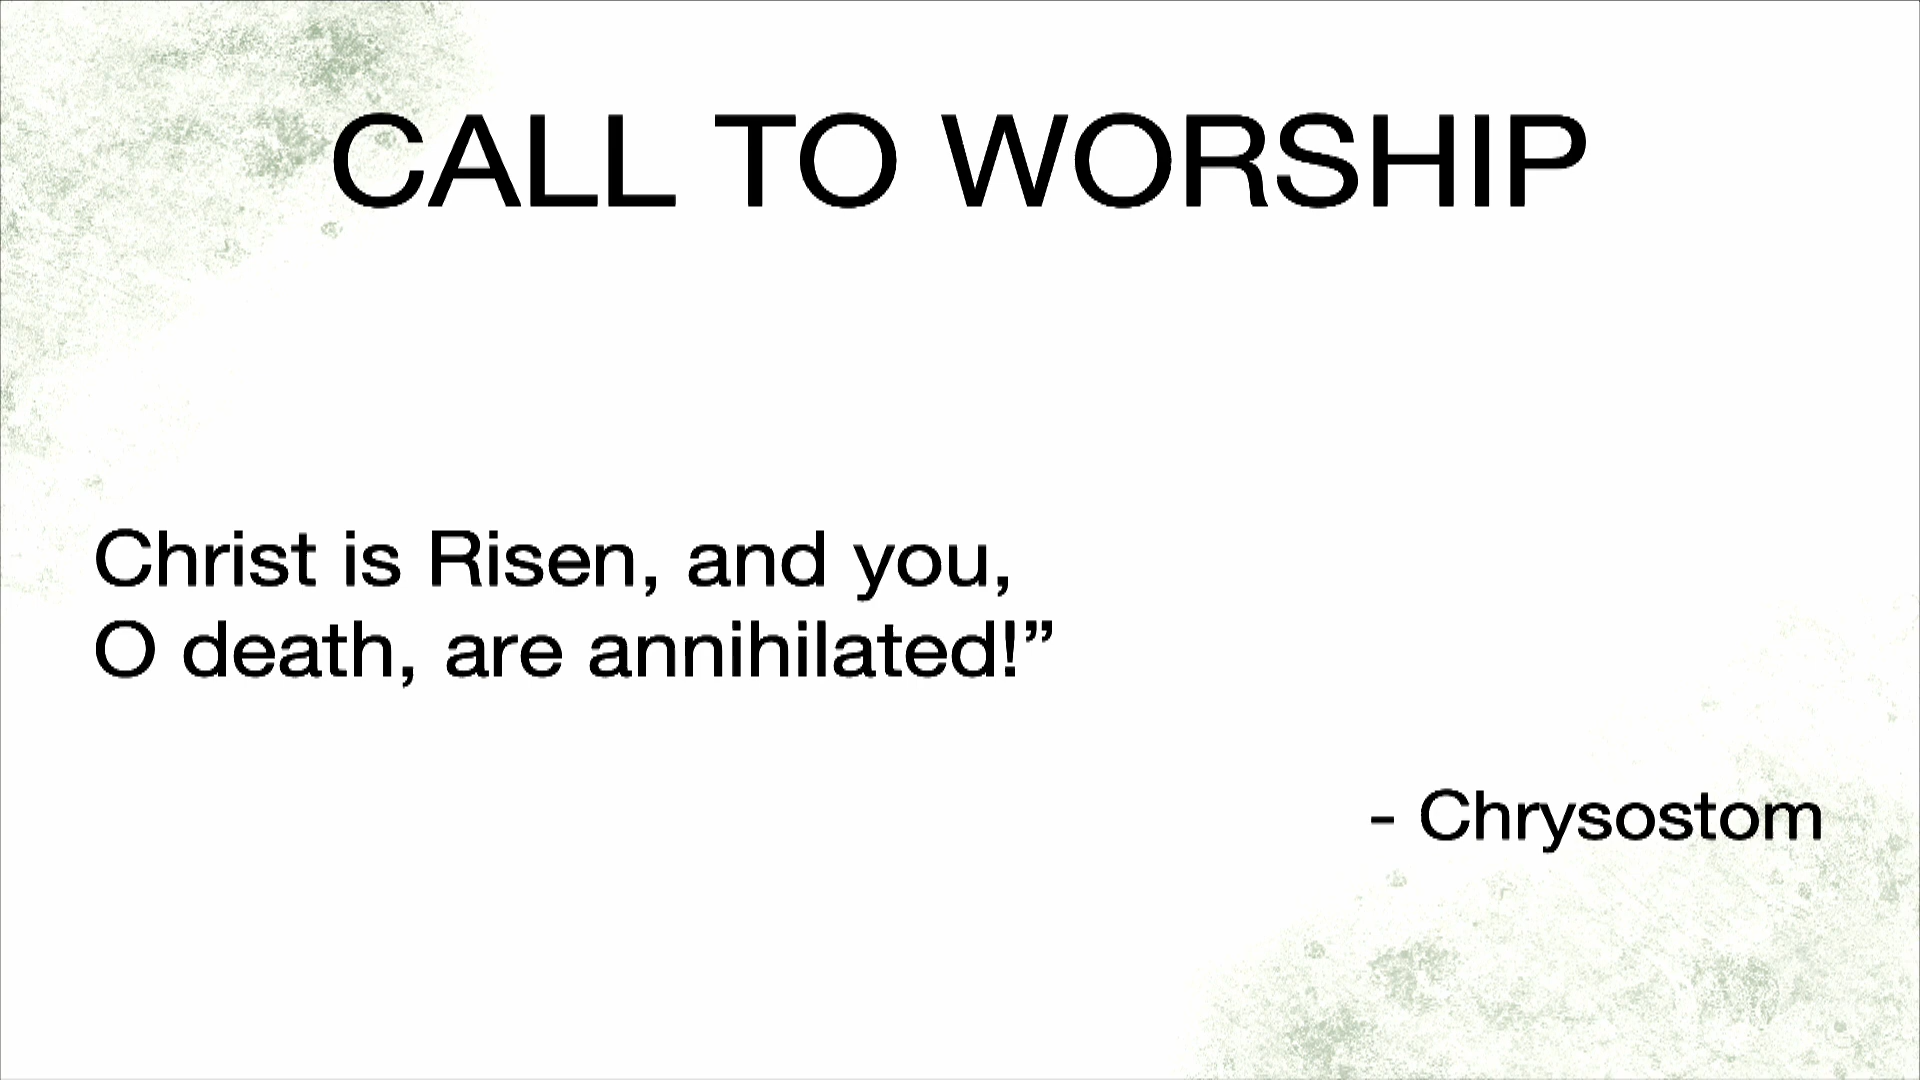 CALL TO WORSHIP
Christ is Risen, and you,
O death, are annihilated!”
- Chrysostom